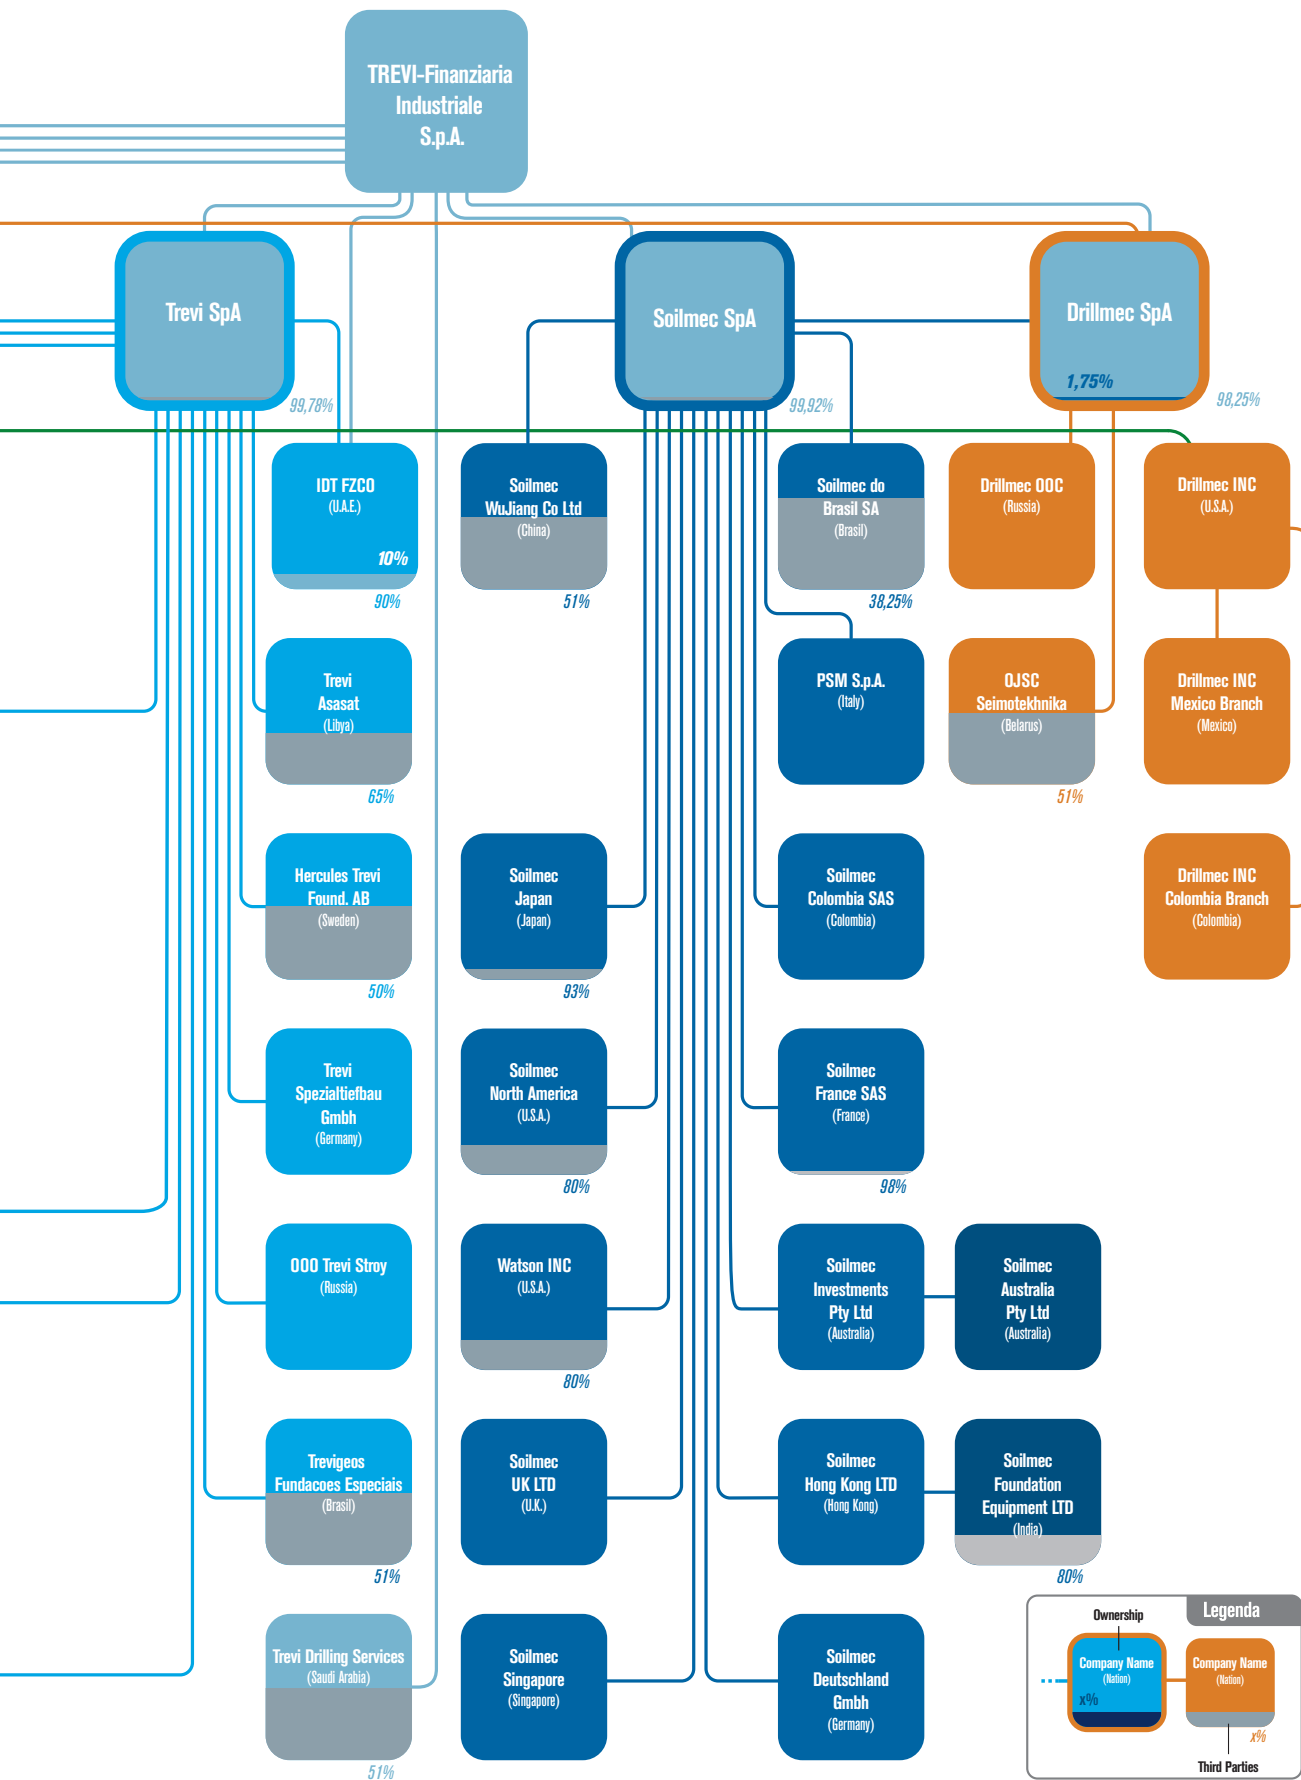 TREVI-Finanziaria
Industriale
S.p.A.
Trevi SpA
99,78%
Soilmec SpA
99,92%
Drillmec SpA
1,75%
98,25%
IDT FZCO
(U.A.E.)
10%
90%
Soilmec
WuJiang Co Ltd
(China)
51%
Soilmec do
Brasil SA
(Brasil)
38,25%
Drillmec OOC
(Russia)
Drillmec INC
(U.S.A.)
Trevi
Asasat
(Libya)
65%
PSM S.p.A.
(Italy)
OJSC
Seimotekhnika
(Belarus)
51%
Drillmec INC
Mexico Branch
(Mexico)
Hercules Trevi
Found. AB
(Sweden)
50%
Soilmec
Japan
(Japan)
93%
Soilmec
Colombia SAS
(Colombia)
Drillmec INC
Colombia Branch
(Colombia)
Trevi
Spezialtiefbau
Gmbh
(Germany)
Soilmec
North America
(U.S.A.)
80%
Soilmec
France SAS
(France)
98%
OOO Trevi Stroy
(Russia)
Watson INC
(U.S.A.)
80%
Soilmec
Investments
Pty Ltd
(Australia)
Soilmec
Australia
Pty Ltd
(Australia)
Trevigeos
Fundacoes Especiais
(Brasil)
51%
Soilmec
UK LTD
(U.K.)
Soilmec
Hong Kong LTD
(Hong Kong)
Soilmec
Foundation
Equipment LTD
(India)
80%
Trevi Drilling Services
(Saudi Arabia)
51%
Soilmec
Singapore
(Singapore)
Soilmec
Deutschland
Gmbh
(Germany)
Legenda
Ownership
Company Name
(Nation)
x%
Company Name
(Nation)
x%
Third Parties